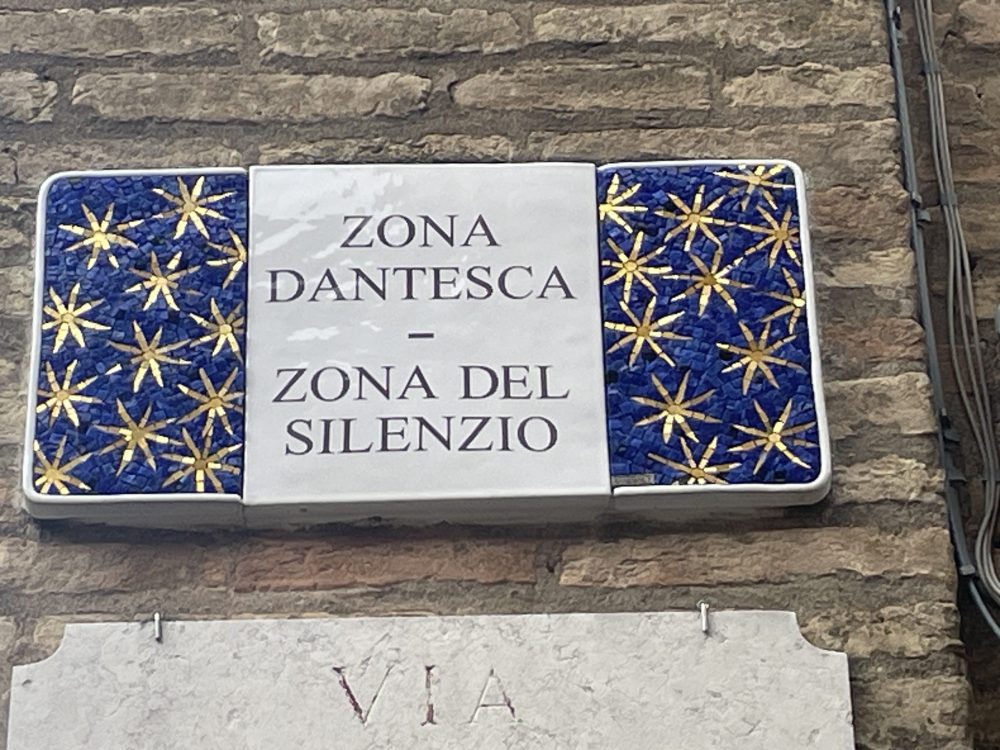 ZONA
DANTESCA
–
ZONA DEL
SILENZIO
VIA